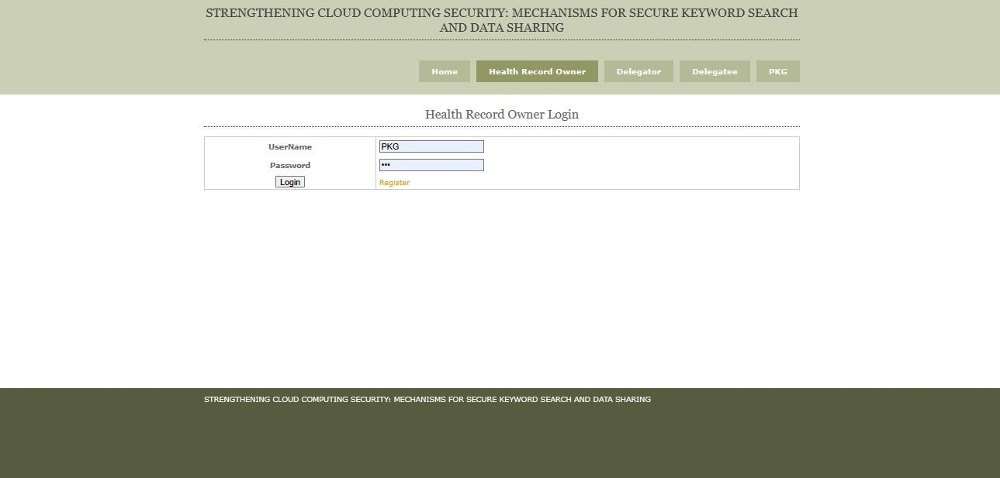 STRENGTHENING CLOUD COMPUTING SECURITY: MECHANISMS FOR SECURE KEYWORD SEARCH
AND DATA SHARING
Home Health Record Owner Delegator Delegatee PKG
Health Record Owner Login
UserName PKG
Password •••
Login Register
STRENGTHENING CLOUD COMPUTING SECURITY: MECHANISMS FOR SECURE KEYWORD SEARCH AND DATA SHARING